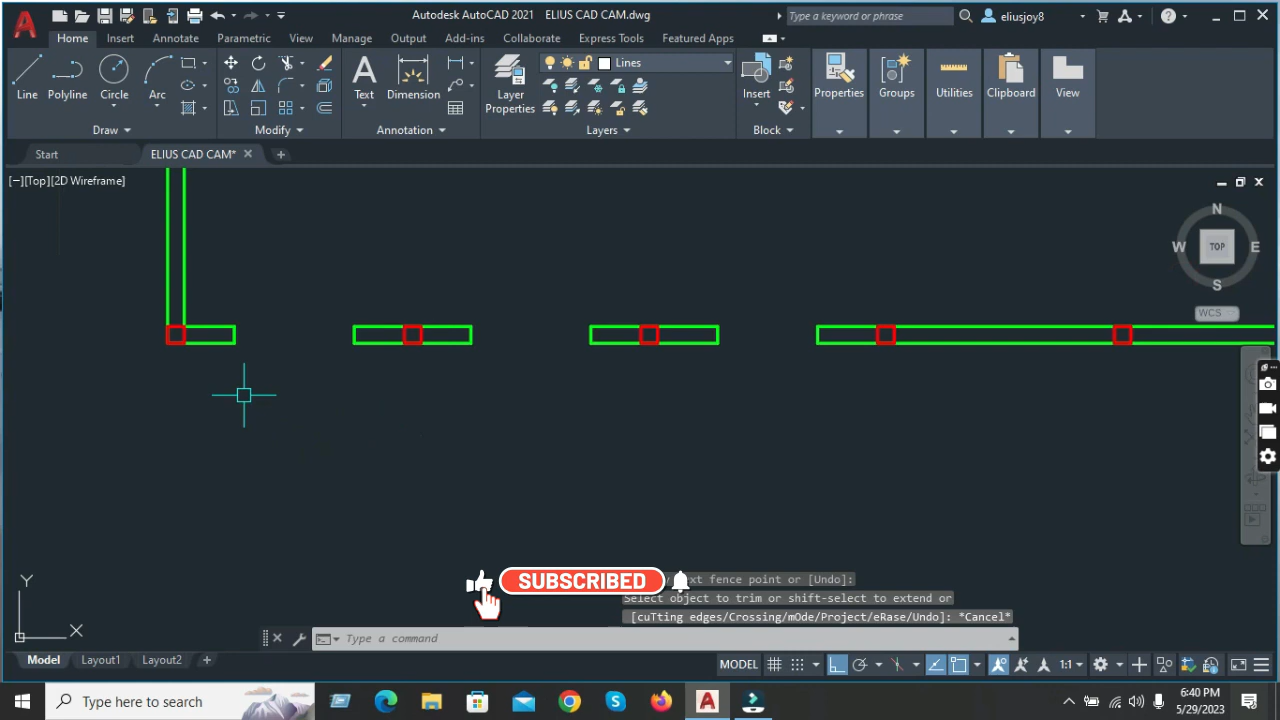 Autodesk AutoCAD 2021 ELIUS CAD CAM.dwg
Type a keyword or phrase
eliusjoy8
Home Insert Annotate Parametric View Manage Output Add-ins Collaborate Express Tools Featured Apps
Lines
Line Polyline Circle Arc
Text Dimension
Layer Properties
Insert
Properties
Groups
Utilities
Clipboard
View
Draw
Modify
Annotation
Layers
Block
Start
ELIUS CAD CAM*
[−][Top][2D Wireframe]
N
W TOP E
S
WCS
Y
X
SUBSCRIBED
ext fence point or [Undo]:
Select object to trim or shift-select to extend or
[cuTting edges/Crossing/mOde/Project/eRase/Undo]: *Cancel*
Type a command
Model Layout1 Layout2
MODEL
1:1
Type here to search
6:40 PM
5/29/2023